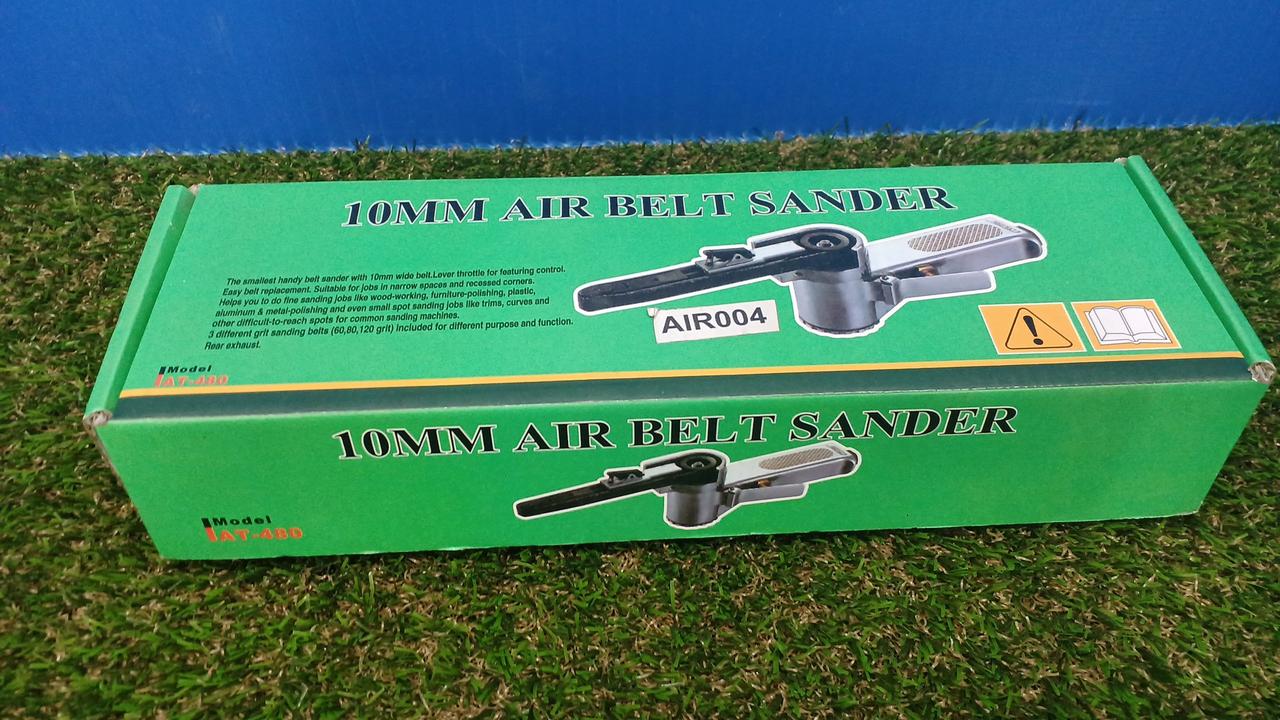 10MM AIR BELT SANDER
The smallest handy belt sander with 10mm wide belt.Lever throttle for featuring control.
Easy belt replacement. Suitable for jobs in narrow spaces and recessed corners.
Helps you to do fine sanding jobs like wood-working, furniture-polishing, plastic,
aluminum & metal-polishing and even small spot sanding jobs like trims, curves and
other difficult-to-reach spots for common sanding machines.
3 different grit sanding belts (60,80,120 grit) included for different purpose and function.
Rear exhaust.
AIR004
Model
AT-480
10MM AIR BELT SANDER
Model
AT-480